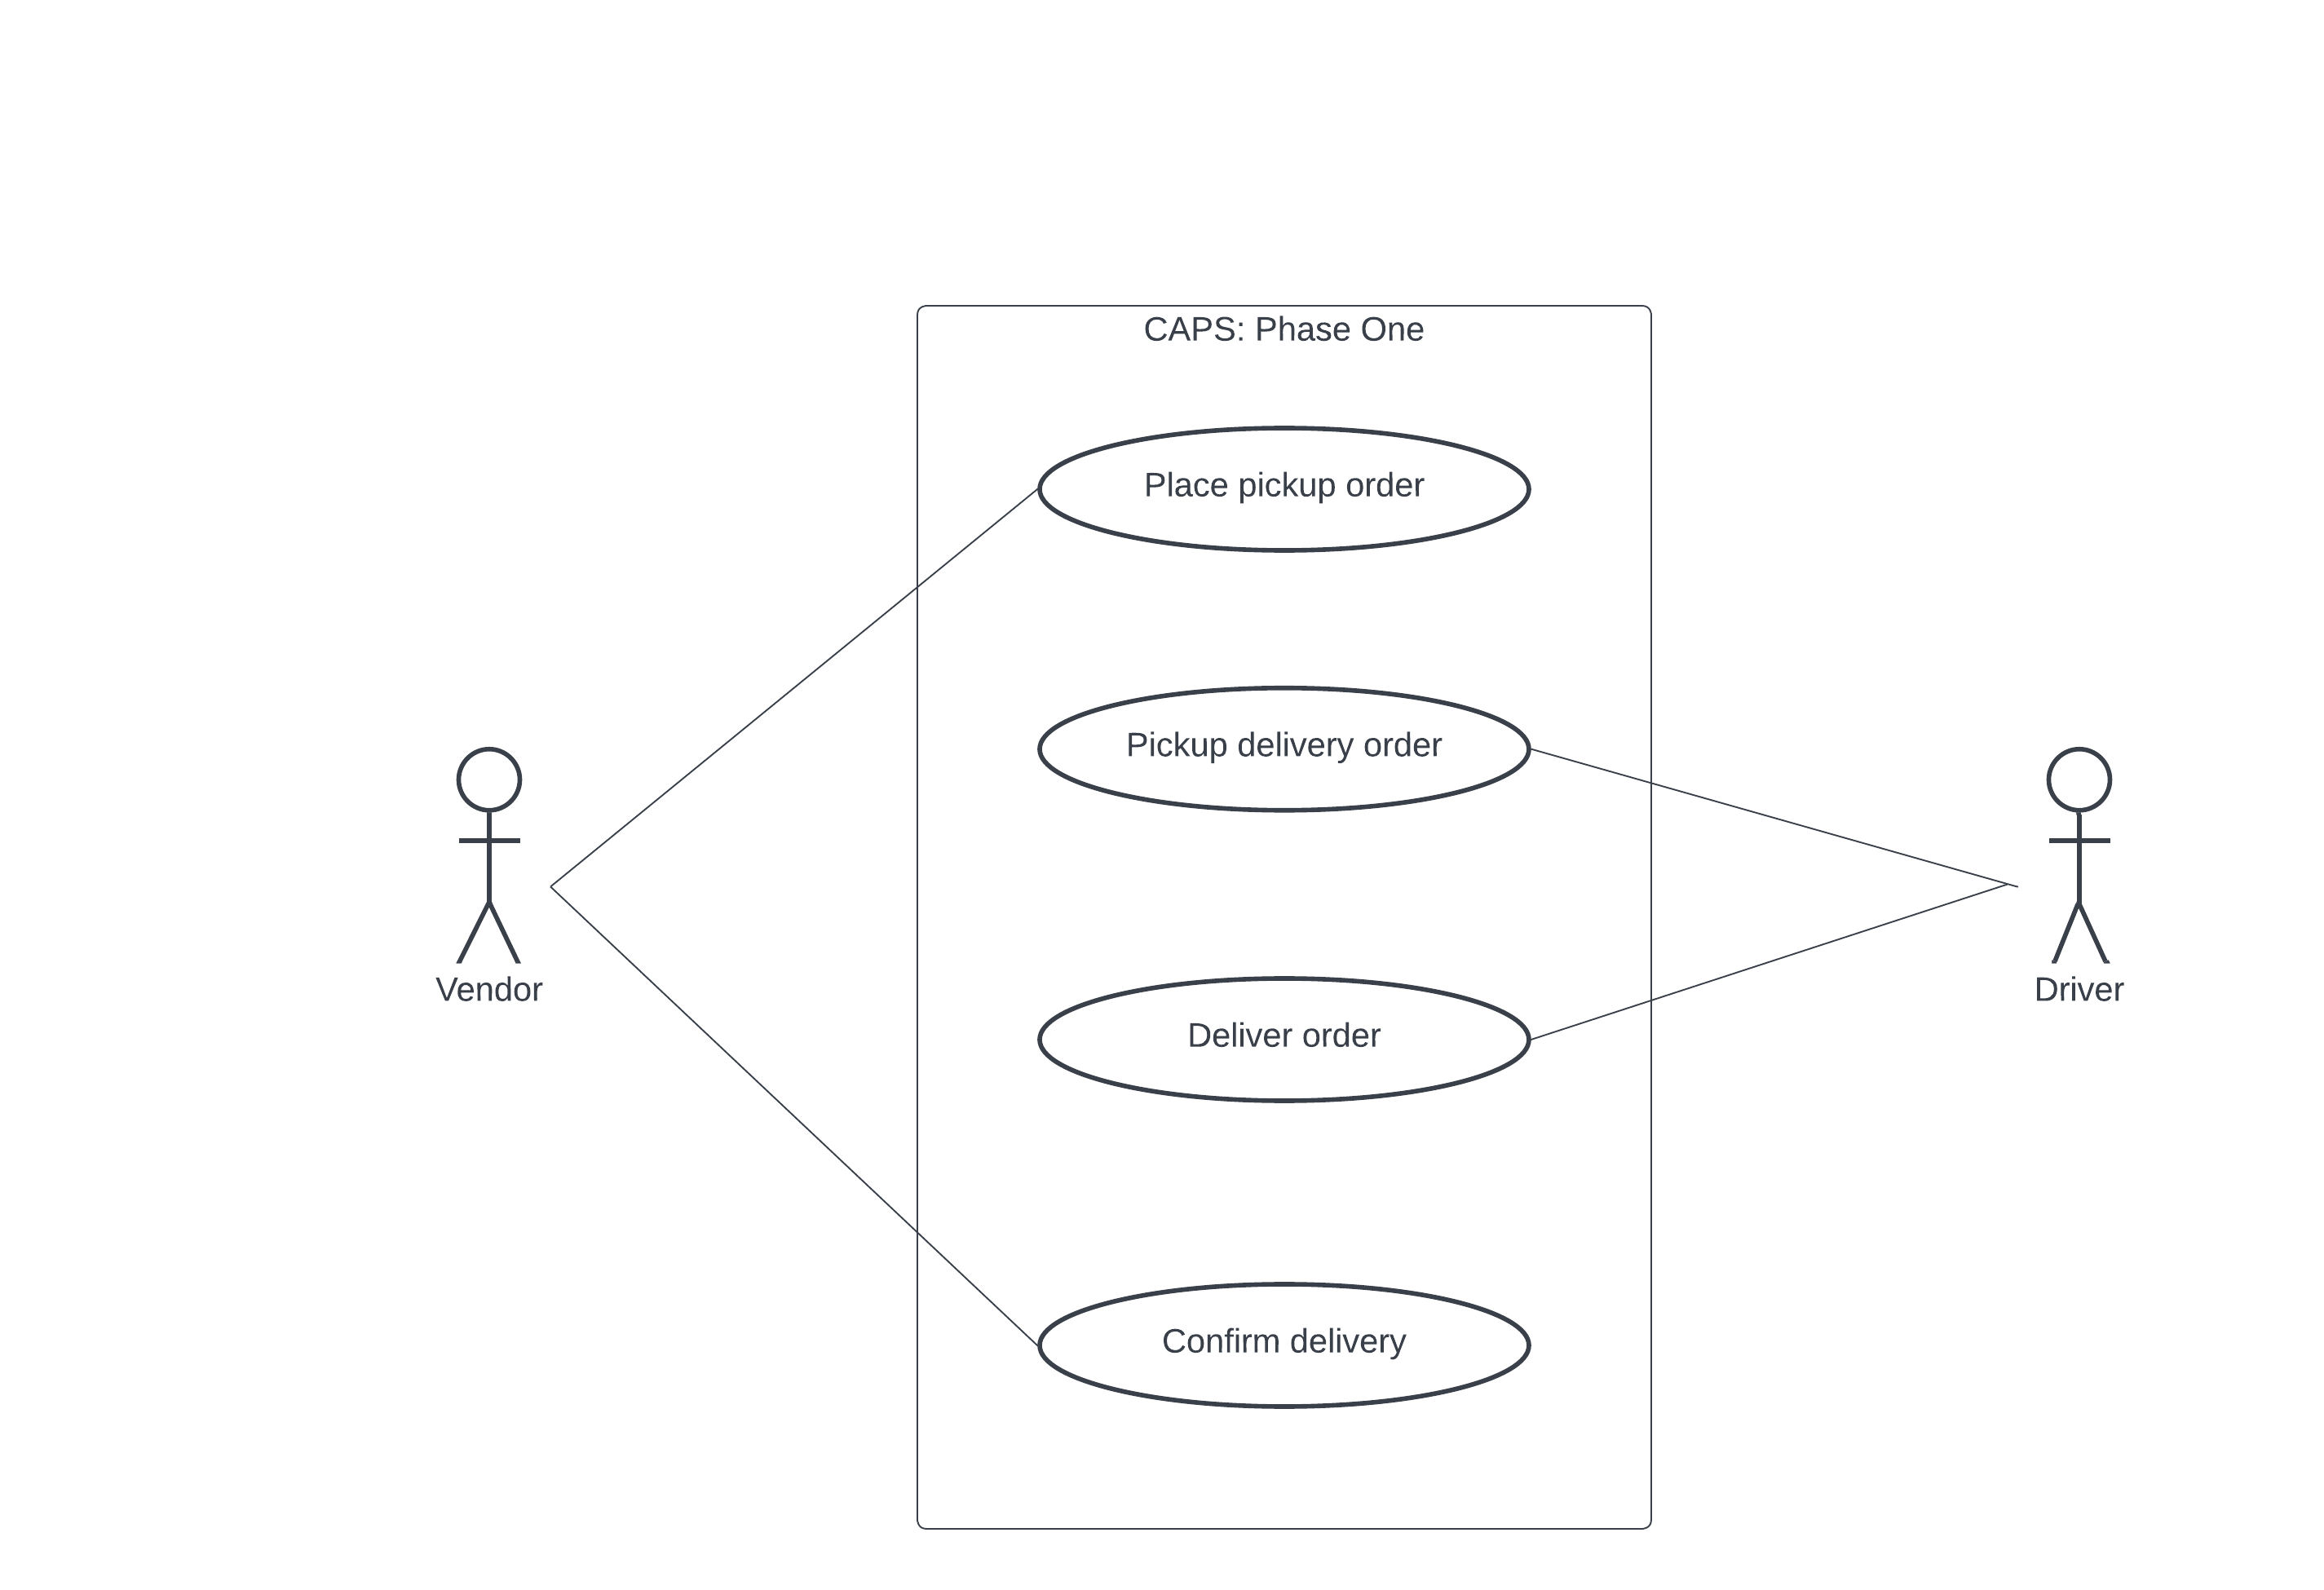 CAPS: Phase One
Place pickup order
Pickup delivery order
Vendor
Driver
Deliver order
Confirm delivery